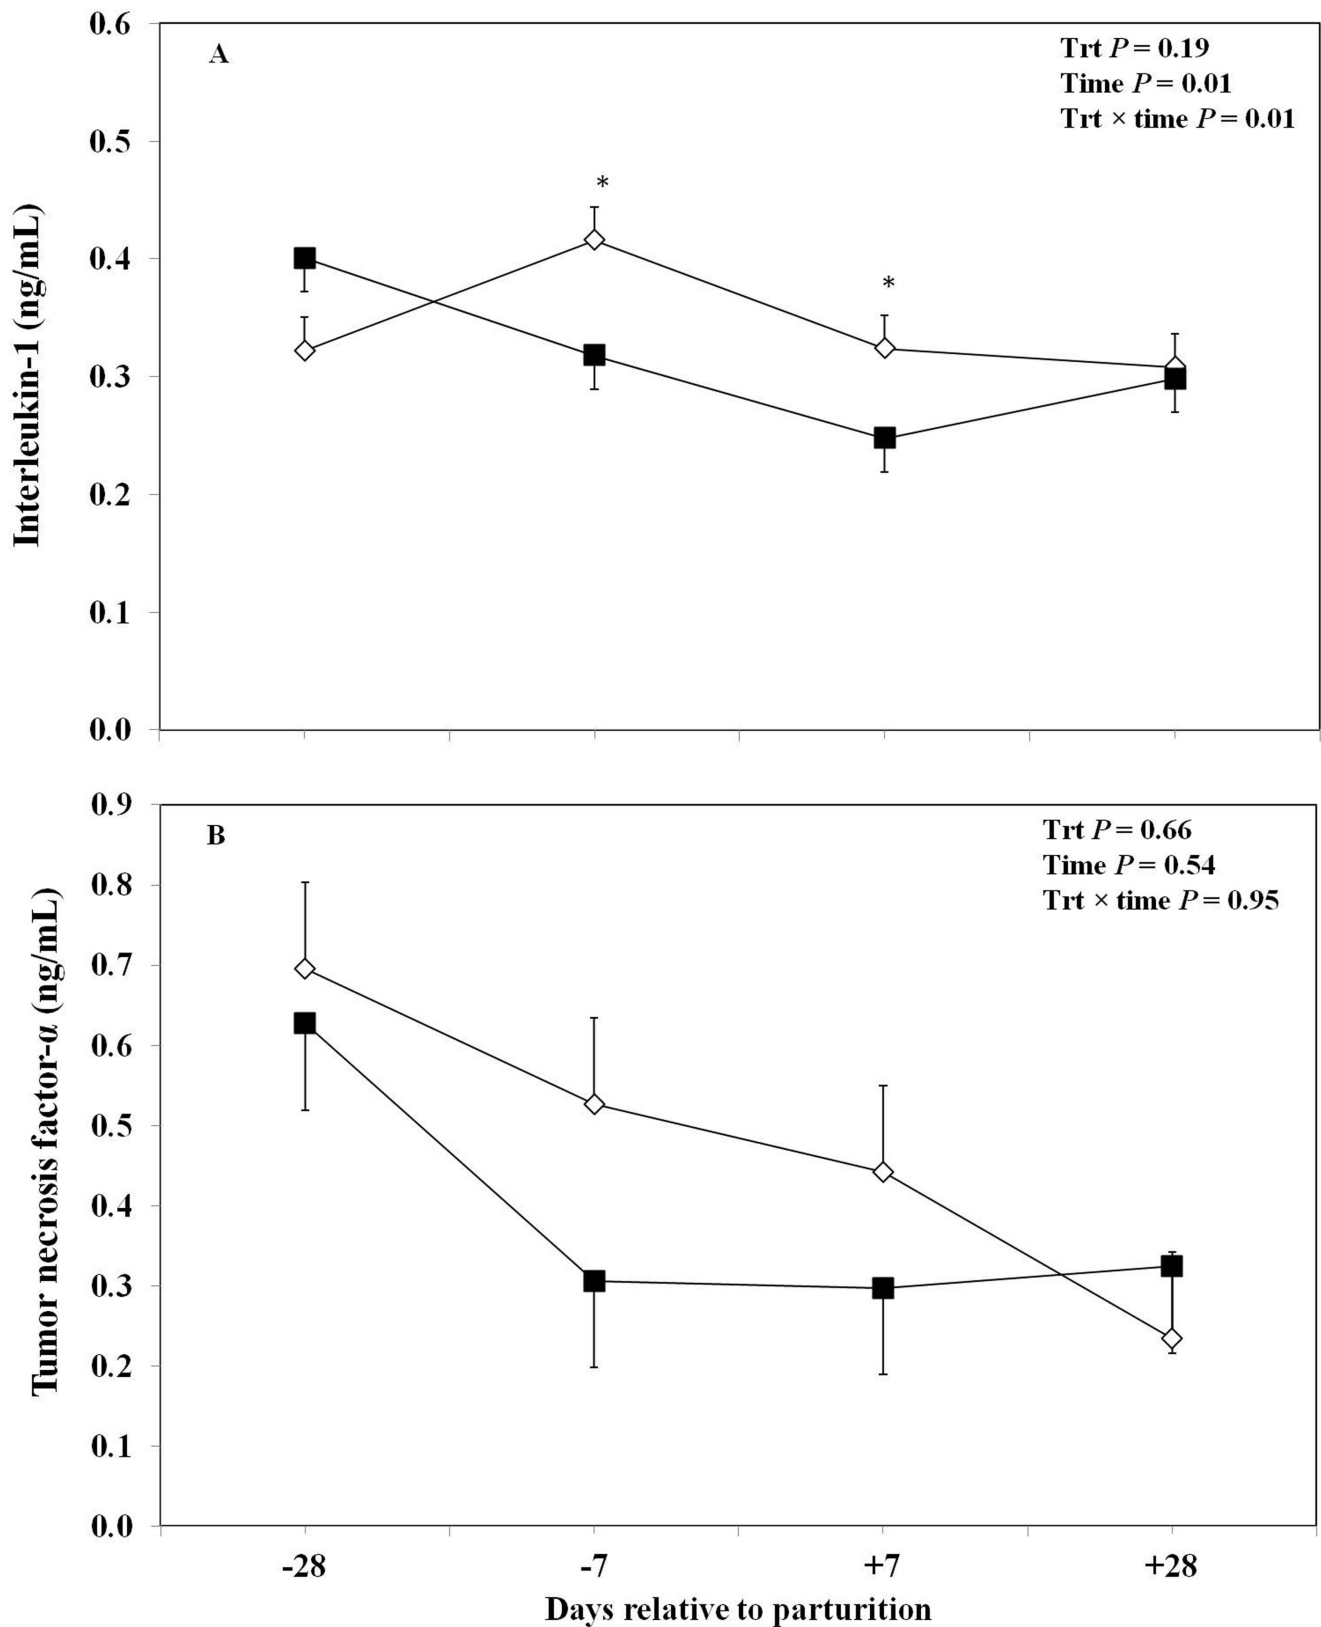 A
Trt P = 0.19
Time P = 0.01
Trt × time P = 0.01
0.6
0.5
0.4
0.3
0.2
0.1
0.0
Interleukin-1 (ng/mL)
*
*
B
Trt P = 0.66
Time P = 0.54
Trt × time P = 0.95
0.9
0.8
0.7
0.6
0.5
0.4
0.3
0.2
0.1
0.0
Tumor necrosis factor-α (ng/mL)
-28 -7 +7 +28
Days relative to parturition